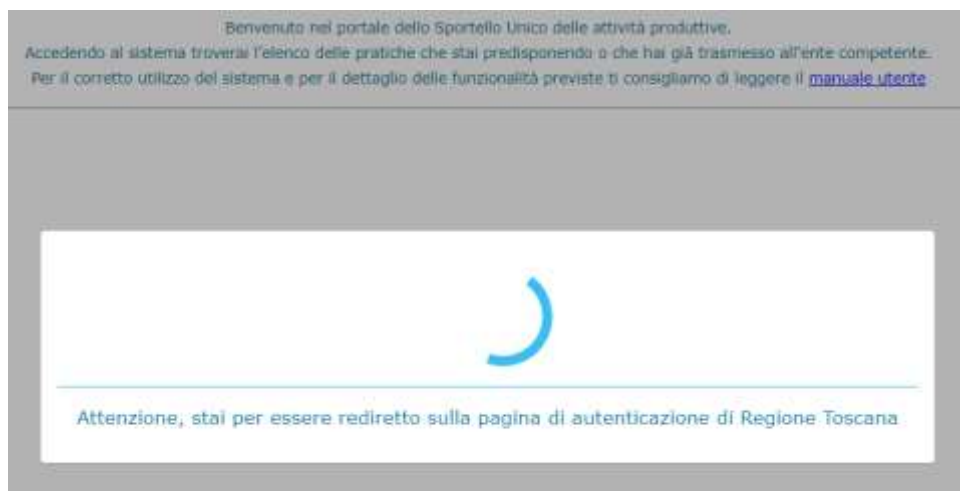 Benvenuto nel portale dello Sportello Unico delle attività produttive.
Accedendo al sistema troverai l'elenco delle pratiche che stai predisponendo o che hai già trasmesso all'ente competente.
Per il corretto utilizzo del sistema e per il dettaglio delle funzionalità previste ti consigliamo di leggere il manuale utente
Attenzione, stai per essere rediretto sulla pagina di autenticazione di Regione Toscana